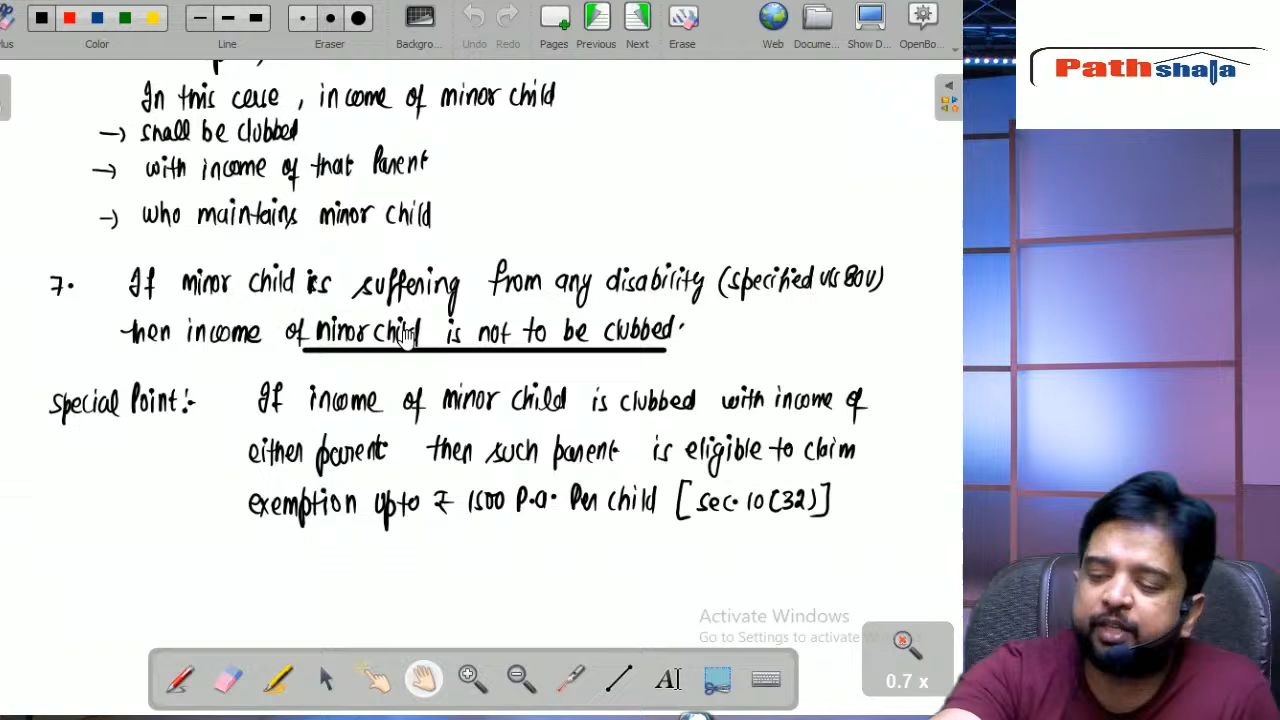 Color
Line
Eraser
Backgro...
Undo
Redo
Pages
Previous
Next
Erase
Web
Docume...
Show D...
OpenBo...
Pathshala
In this case, income of minor child
→ shall be clubbed
→ with income of that Parent
→ who maintains minor child
7. If minor child is suffering from any disability (specified u/s 80U)
then income of minor child is not to be clubbed.
Special Point:- If income of minor child is clubbed with income of
either parent then such parent is eligible to claim
exemption upto ₹ 1500 P.a. Per child [sec. 10(32)]
Activate Windows
Go to Settings to activate
0.7 x